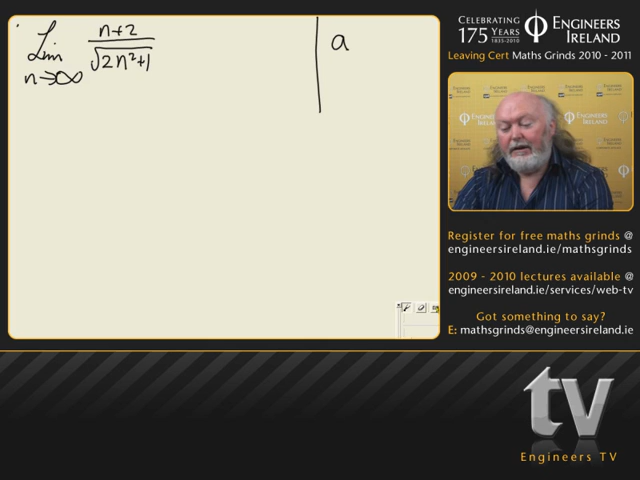 Lim n→∞ n+2 / √2n²+1
a
CELEBRATING
175 YEARS
1835-2010
ENGINEERS
IRELAND
Leaving Cert Maths Grinds 2010 - 2011
Register for free maths grinds @
engineersireland.ie/mathsgrinds
2009 - 2010 lectures available @
engineersireland.ie/services/web-tv
Got something to say?
E: mathsgrinds@engineersireland.ie
tv
Engineers TV